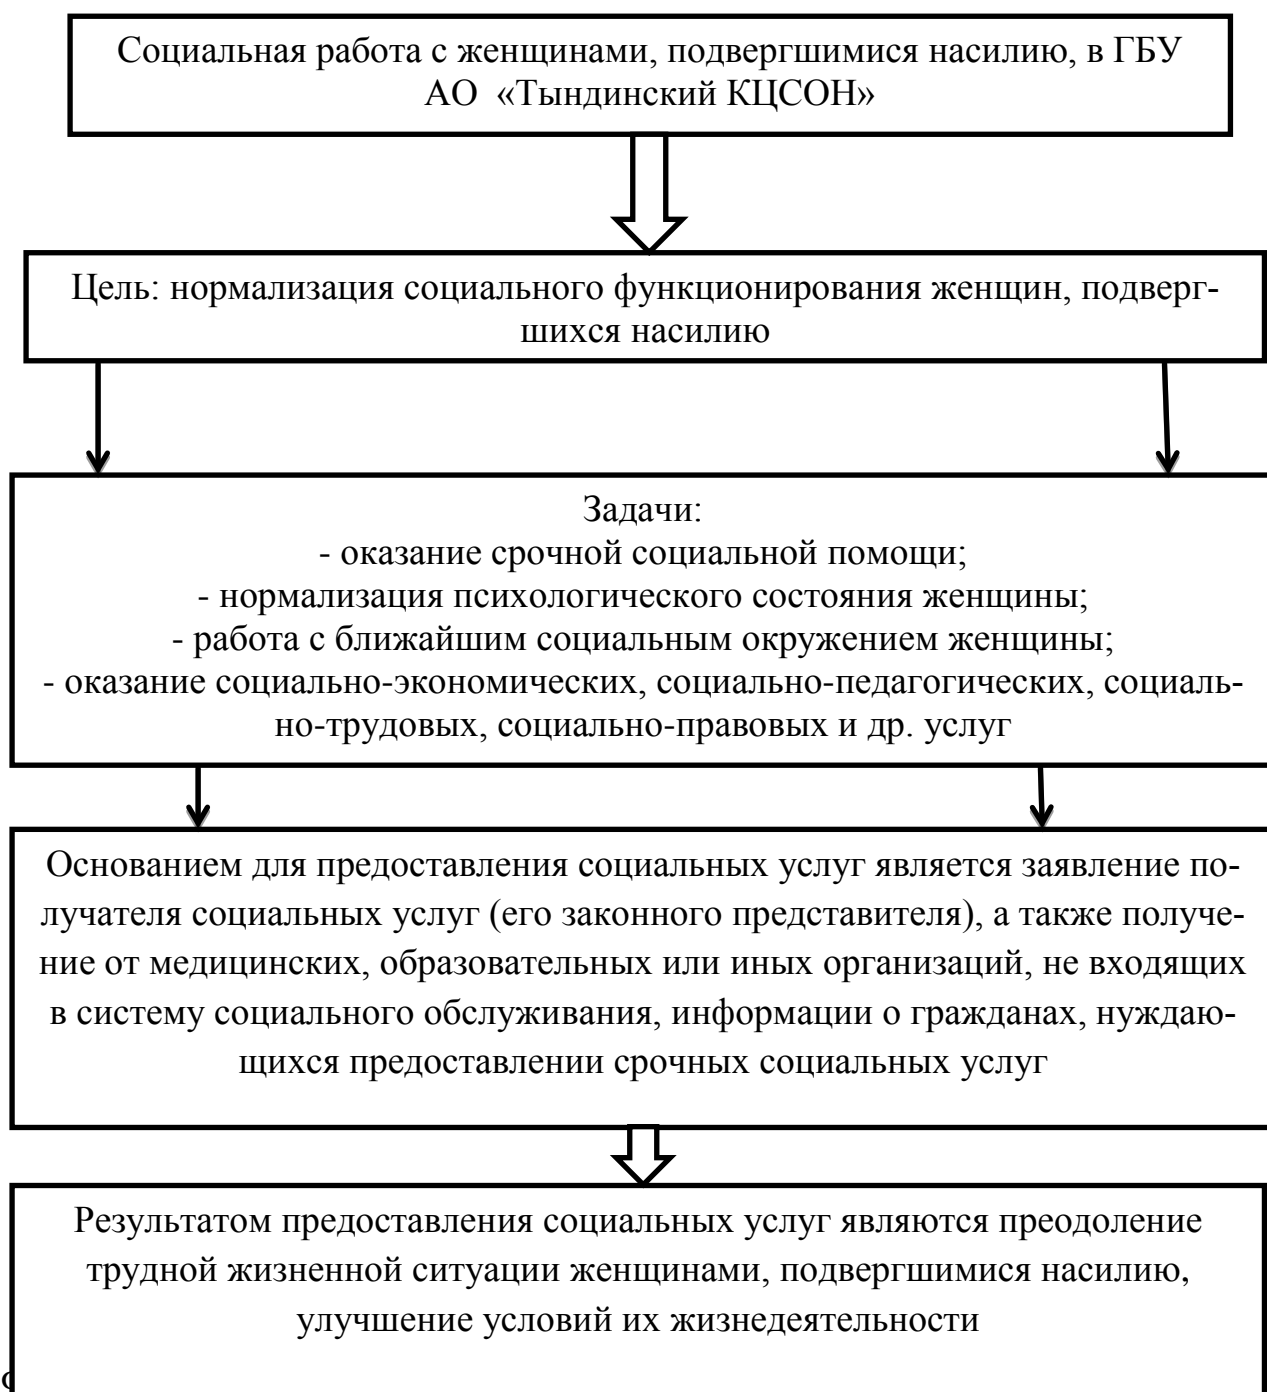 Социальная работа с женщинами, подвергшимися насилию, в ГБУ
АО «Тындинский КЦСОН»
Цель: нормализация социального функционирования женщин, подверг-
шихся насилию
Задачи:
- оказание срочной социальной помощи;
- нормализация психологического состояния женщины;
- работа с ближайшим социальным окружением женщины;
- оказание социально-экономических, социально-педагогических, социаль-
но-трудовых, социально-правовых и др. услуг
Основанием для предоставления социальных услуг является заявление по-
лучателя социальных услуг (его законного представителя), а также получе-
ние от медицинских, образовательных или иных организаций, не входящих
в систему социального обслуживания, информации о гражданах, нуждаю-
щихся предоставлении срочных социальных услуг
Результатом предоставления социальных услуг являются преодоление
трудной жизненной ситуации женщинами, подвергшимися насилию,
улучшение условий их жизнедеятельности